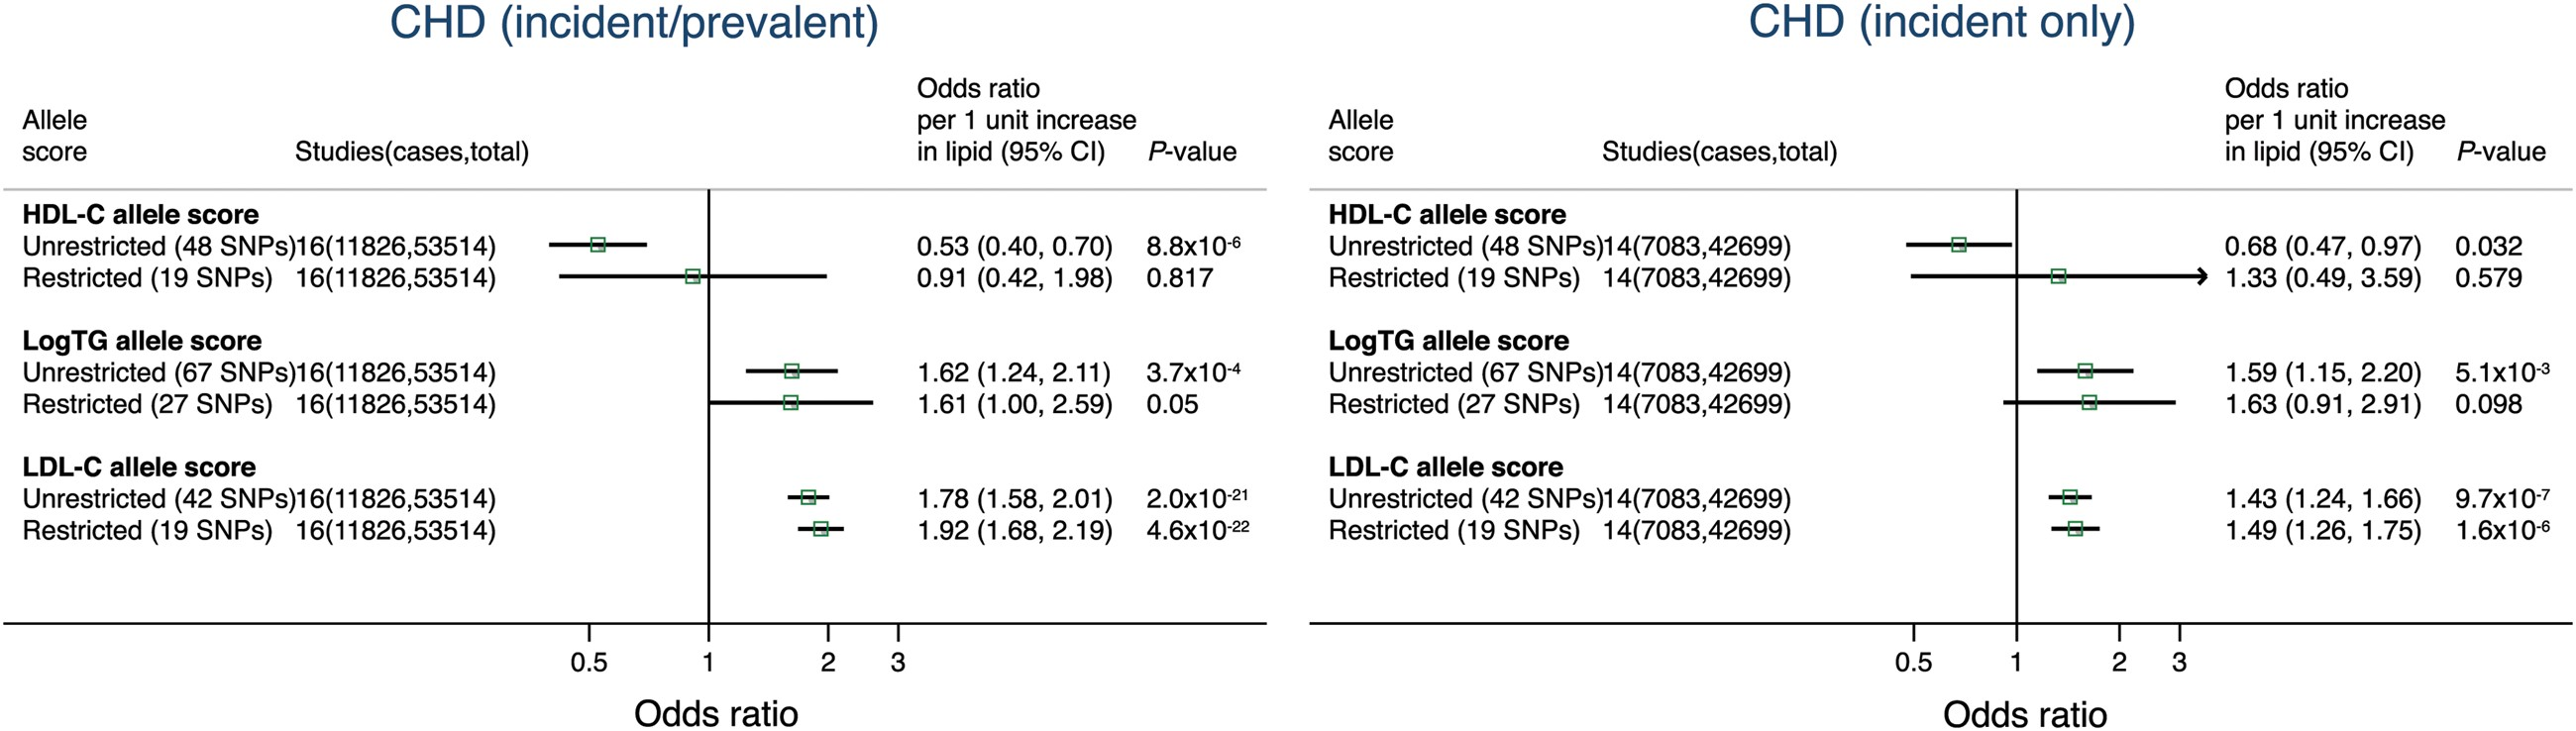 CHD (incident/prevalent)
Allele score Studies(cases,total) Odds ratio per 1 unit increase in lipid (95% CI) P-value
HDL-C allele score
Unrestricted (48 SNPs)16(11826,53514) 0.53 (0.40, 0.70) 8.8x10-6
Restricted (19 SNPs) 16(11826,53514) 0.91 (0.42, 1.98) 0.817
LogTG allele score
Unrestricted (67 SNPs)16(11826,53514) 1.62 (1.24, 2.11) 3.7x10-4
Restricted (27 SNPs) 16(11826,53514) 1.61 (1.00, 2.59) 0.05
LDL-C allele score
Unrestricted (42 SNPs)16(11826,53514) 1.78 (1.58, 2.01) 2.0x10-21
Restricted (19 SNPs) 16(11826,53514) 1.92 (1.68, 2.19) 4.6x10-22
0.5 1 2 3
Odds ratio
CHD (incident only)
Allele score Studies(cases,total) Odds ratio per 1 unit increase in lipid (95% CI) P-value
HDL-C allele score
Unrestricted (48 SNPs)14(7083,42699) 0.68 (0.47, 0.97) 0.032
Restricted (19 SNPs) 14(7083,42699) 1.33 (0.49, 3.59) 0.579
LogTG allele score
Unrestricted (67 SNPs)14(7083,42699) 1.59 (1.15, 2.20) 5.1x10-3
Restricted (27 SNPs) 14(7083,42699) 1.63 (0.91, 2.91) 0.098
LDL-C allele score
Unrestricted (42 SNPs)14(7083,42699) 1.43 (1.24, 1.66) 9.7x10-7
Restricted (19 SNPs) 14(7083,42699) 1.49 (1.26, 1.75) 1.6x10-6
0.5 1 2 3
Odds ratio